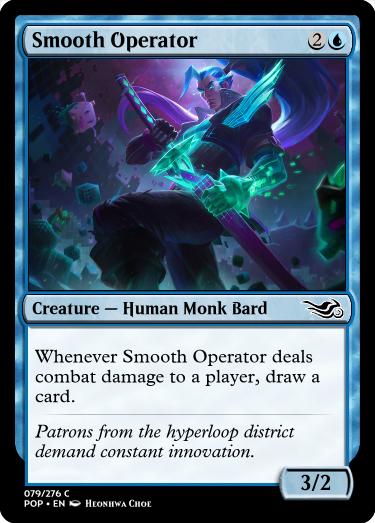 Smooth Operator 2
Creature — Human Monk Bard
Whenever Smooth Operator deals
combat damage to a player, draw a
card.
Patrons from the hyperloop district
demand constant innovation.
3/2
079/276 C
POP • EN Heonhwa Choe